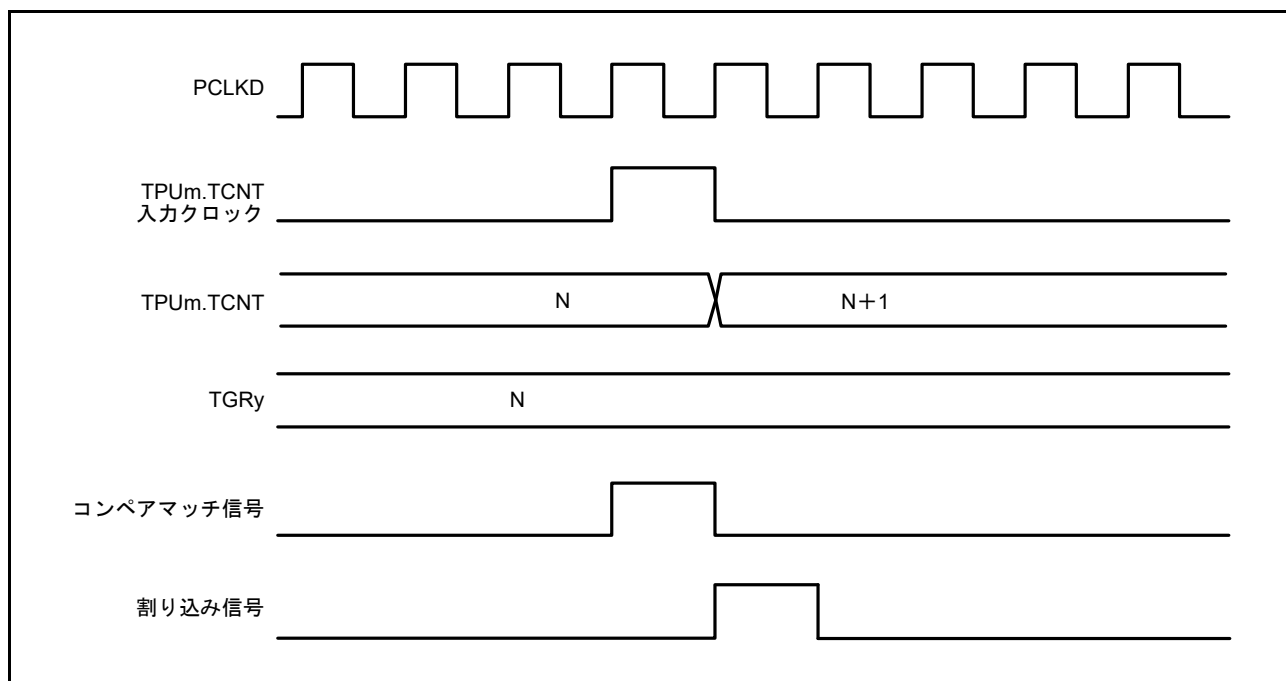 PCLKD
TPUm.TCNT
入力クロック
TPUm.TCNT
N
N＋1
TGRy
N
コンペアマッチ信号
割り込み信号